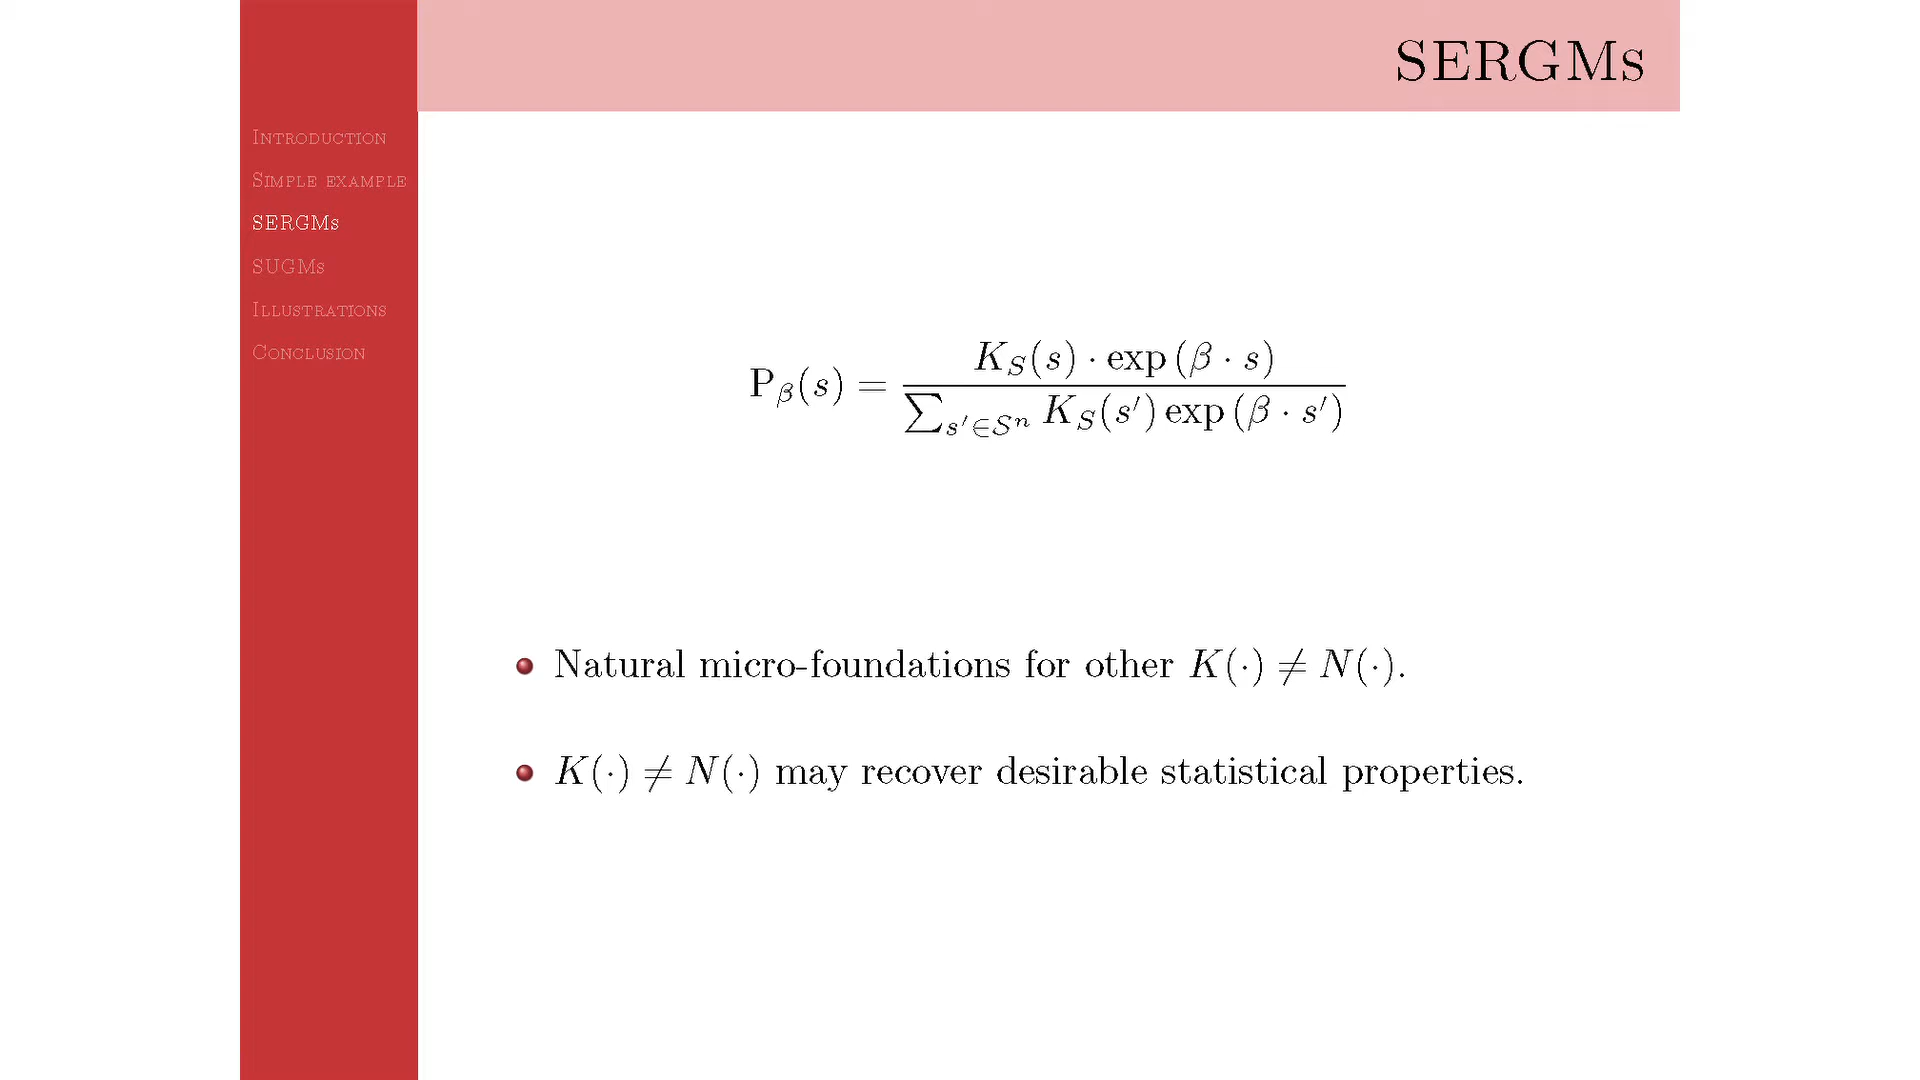 SERGMs
Introduction
Simple example
SERGMs
SUGMs
Illustrations
Conclusion
P_β(s) = \frac{K_S(s) · exp (β · s)}{∑_{s′∈𝒮^n} K_S(s′) exp (β · s′)}
Natural micro-foundations for other K(·) ≠ N(·).
K(·) ≠ N(·) may recover desirable statistical properties.